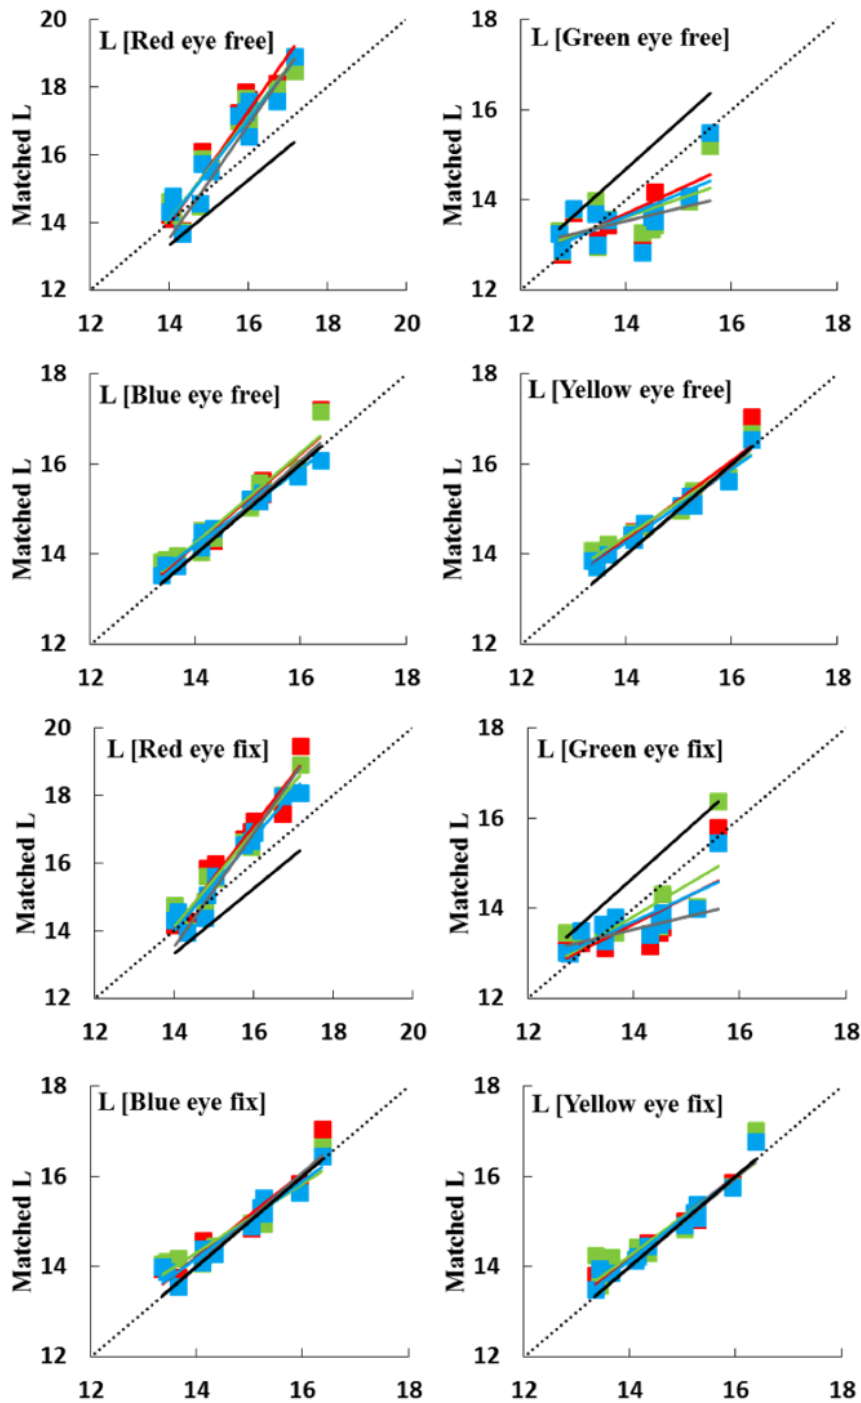 20
L [Red eye free]
18
Matched L
16
14
12
12 14 16 18 20
18
L [Green eye free]
16
Matched L
14
12
12 14 16 18
18
L [Blue eye free]
16
Matched L
14
12
12 14 16 18
18
L [Yellow eye free]
16
Matched L
14
12
12 14 16 18
20
L [Red eye fix]
18
Matched L
16
14
12
12 14 16 18 20
18
L [Green eye fix]
16
Matched L
14
12
12 14 16 18
18
L [Blue eye fix]
16
Matched L
14
12
12 14 16 18
18
L [Yellow eye fix]
16
Matched L
14
12
12 14 16 18